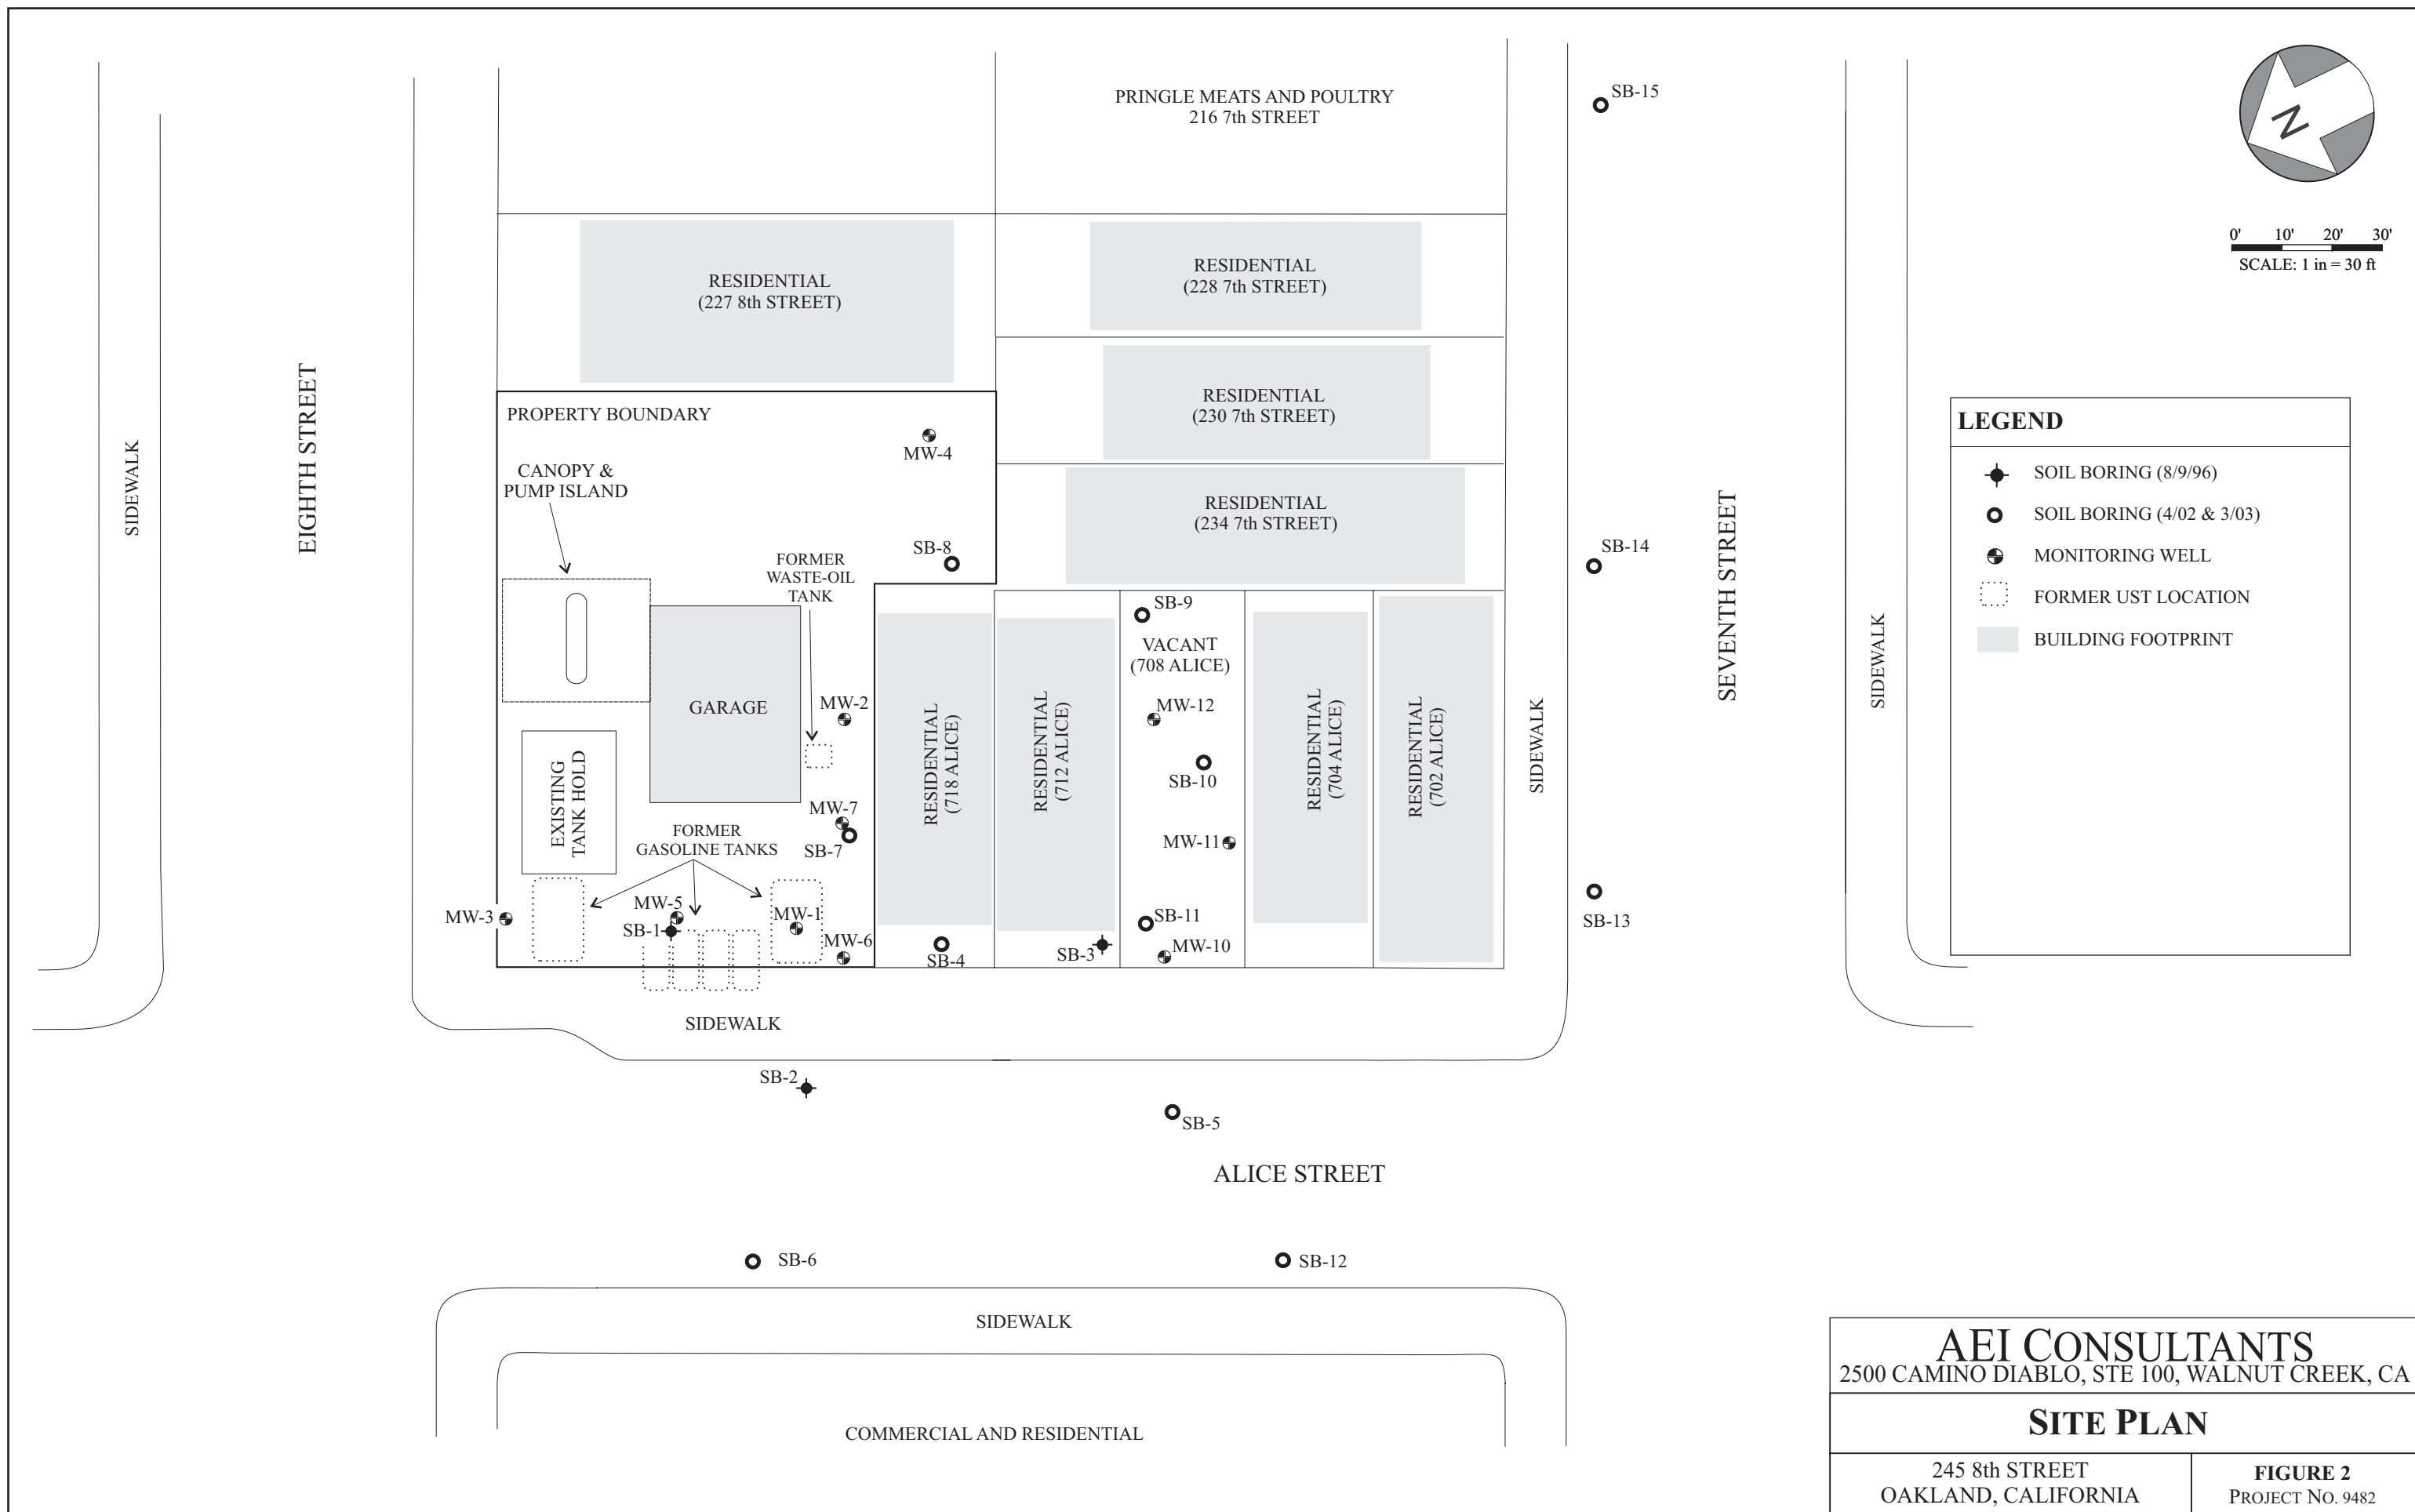 PRINGLE MEATS AND POULTRY
216 7th STREET
SB-15
N
0' 10' 20' 30'
SCALE: 1 in = 30 ft
RESIDENTIAL
(227 8th STREET)
RESIDENTIAL
(228 7th STREET)
RESIDENTIAL
(230 7th STREET)
RESIDENTIAL
(234 7th STREET)
PROPERTY BOUNDARY
MW-4
CANOPY &
PUMP ISLAND
SIDEWALK
EIGHTH STREET
SB-8
FORMER
WASTE-OIL
TANK
SB-14
SEVENTH STREET
SIDEWALK
SIDEWALK
SB-9
VACANT
(708 ALICE)
GARAGE
MW-2
MW-12
SB-10
RESIDENTIAL
(718 ALICE)
RESIDENTIAL
(712 ALICE)
RESIDENTIAL
(704 ALICE)
RESIDENTIAL
(702 ALICE)
EXISTING
TANK HOLD
MW-7
SB-7
FORMER
GASOLINE TANKS
MW-11
MW-3
MW-5
SB-1
MW-1
MW-6
SB-4
SB-3
SB-11
MW-10
SB-13
SIDEWALK
SB-2
SB-5
ALICE STREET
SB-6
SB-12
SIDEWALK
COMMERCIAL AND RESIDENTIAL
LEGEND
SOIL BORING (8/9/96)
SOIL BORING (4/02 & 3/03)
MONITORING WELL
FORMER UST LOCATION
BUILDING FOOTPRINT
AEI CONSULTANTS
2500 CAMINO DIABLO, STE 100, WALNUT CREEK, CA
SITE PLAN
245 8th STREET
OAKLAND, CALIFORNIA
FIGURE 2
PROJECT NO. 9482